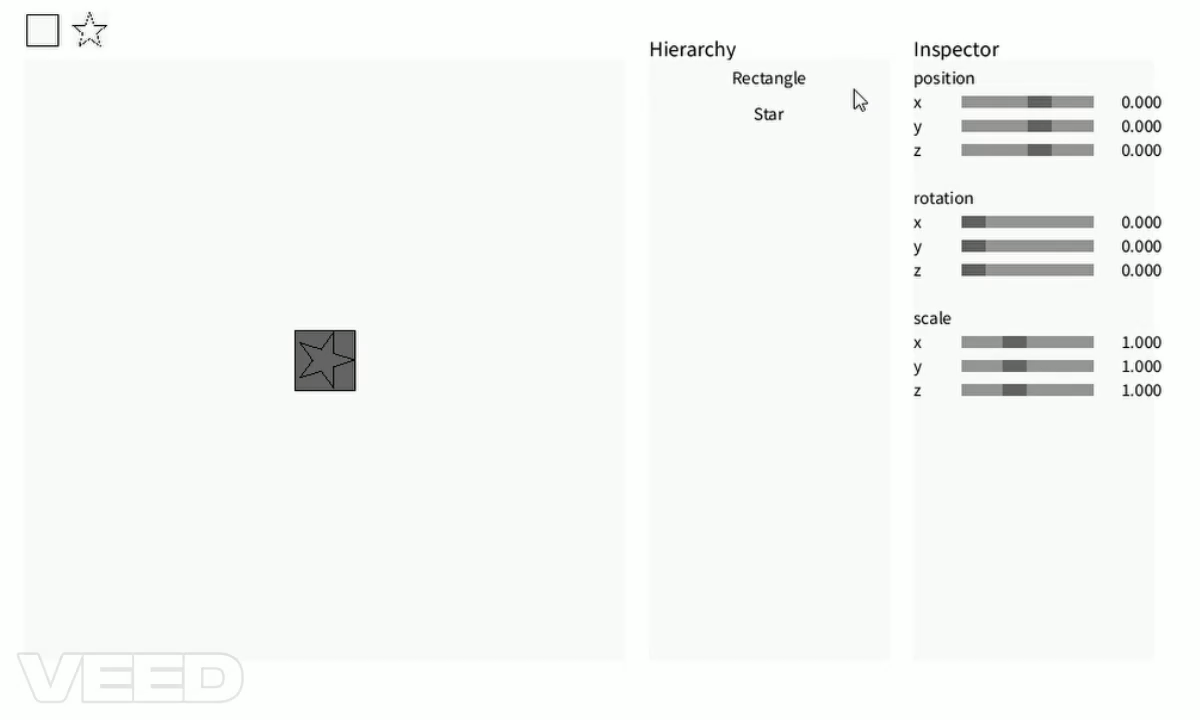 Hierarchy
Rectangle
Star
Inspector
position
x 0.000
y 0.000
z 0.000
rotation
x 0.000
y 0.000
z 0.000
scale
x 1.000
y 1.000
z 1.000
VEED